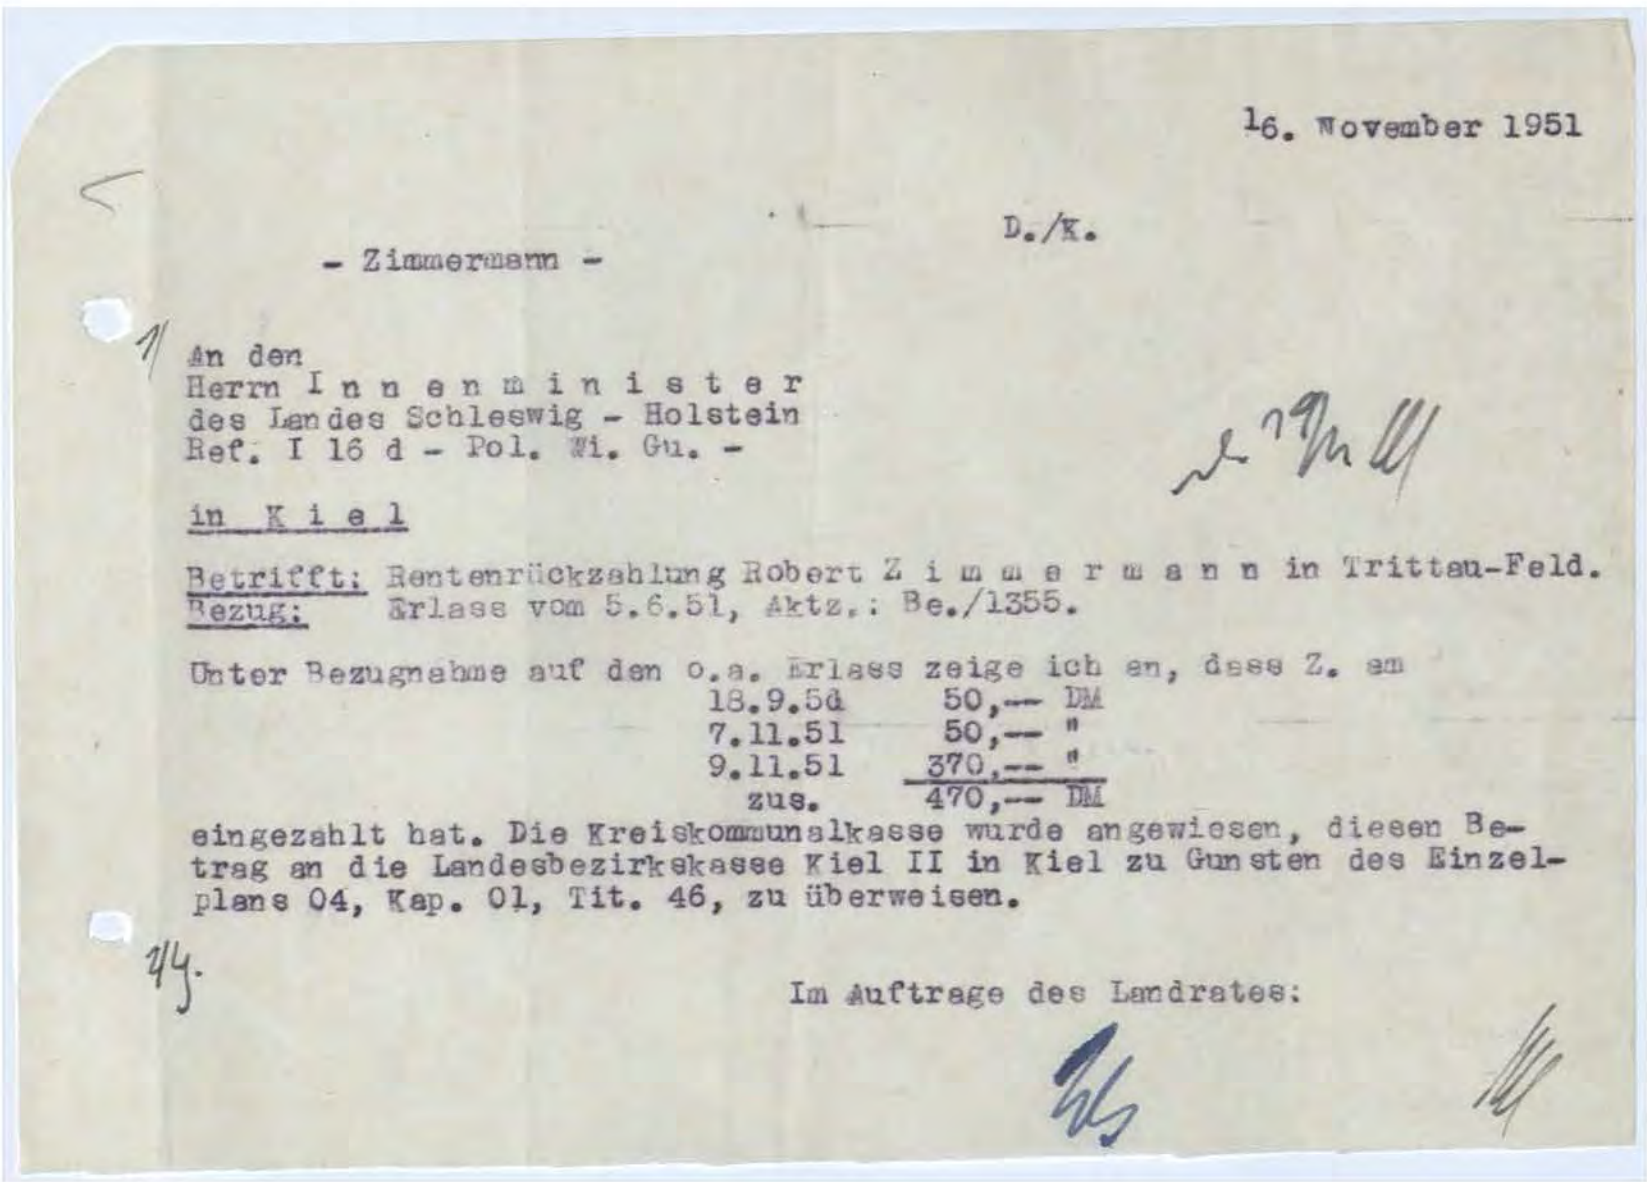 16. November 1951
D./K.
- Zimmermann -
1/
An den
Herrn I n n e n m i n i s t e r
des Landes Schleswig - Holstein
Ref. I 16 d - Pol. Wi. Gu. -
in K i e l
Betrifft: Rentenrückzahlung Robert Z i m m e r m a n n in Trittau-Feld.
Bezug: Erlass vom 5.6.51, Aktz.: Be./1355.
Unter Bezugnahme auf den o.a. Erlass zeige ich an, dass Z. am
18.9.5d 50,-- DM
7.11.51 50,-- "
9.11.51 370,-- "
zus. 470,-- DM
eingezahlt hat. Die Kreiskommunalkasse wurde angewiesen, diesen Be-
trag an die Landesbezirkskasse Kiel II in Kiel zu Gunsten des Einzel-
plans 04, Kap. 01, Tit. 46, zu überweisen.
Im Auftrage des Landrates: